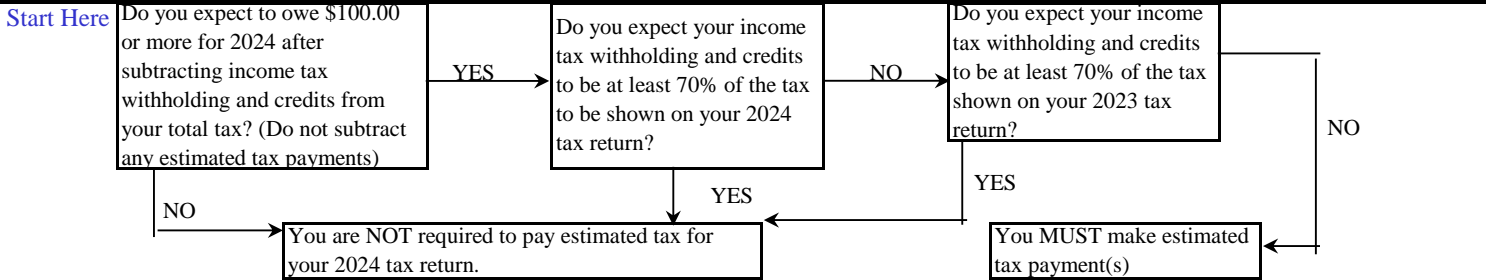 Start Here
Do you expect to owe $100.00
or more for 2024 after
subtracting income tax
withholding and credits from
your total tax? (Do not subtract
any estimated tax payments)
YES
Do you expect your income
tax withholding and credits
to be at least 70% of the tax
to be shown on your 2024
tax return?
NO
Do you expect your income
tax withholding and credits
to be at least 70% of the tax
shown on your 2023 tax
return?
NO
YES
YES
NO
You are NOT required to pay estimated tax for
your 2024 tax return.
You MUST make estimated
tax payment(s)